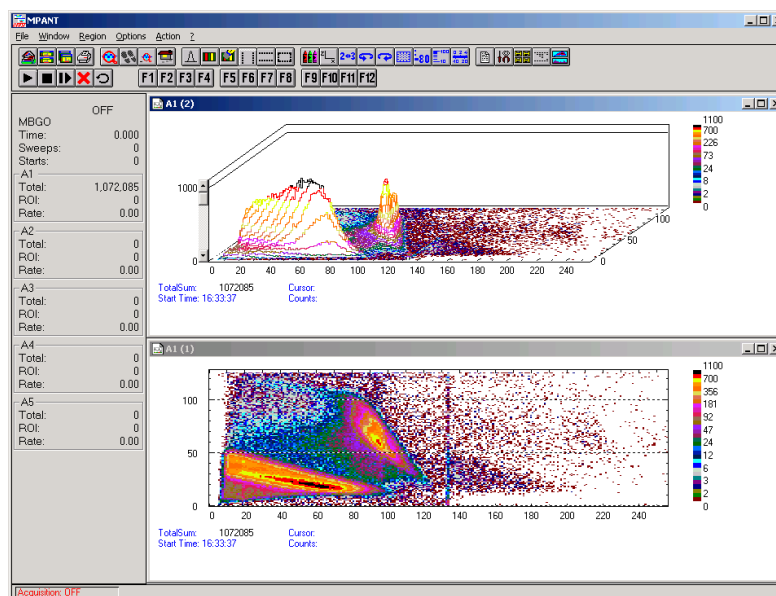 MPANT
File Window Region Options Action ?
F1 F2 F3 F4 F5 F6 F7 F8 F9 F10 F11 F12
OFF
MBGO
Time: 0.000
Sweeps: 0
Starts: 0
A1
Total: 1,072,085
ROI: 0
Rate: 0.00
A2
Total: 0
ROI: 0
Rate: 0.00
A3
Total: 0
ROI: 0
Rate: 0.00
A4
Total: 0
ROI: 0
Rate: 0.00
A5
Total: 0
ROI: 0
Rate: 0.00
A1 (2)
1000
0
0 20 40 60 80 100 120 140 160 180 200 220 240
0
50
100
1100
700
226
73
24
8
2
0
TotalSum: 1072085 Cursor:
Start Time: 16:33:37 Counts:
A1 (1)
100
50
0
0 20 40 60 80 100 120 140 160 180 200 220 240
1100
700
356
181
92
47
24
12
6
3
2
0
TotalSum: 1072085 Cursor:
Start Time: 16:33:37 Counts:
Acquisition: OFF